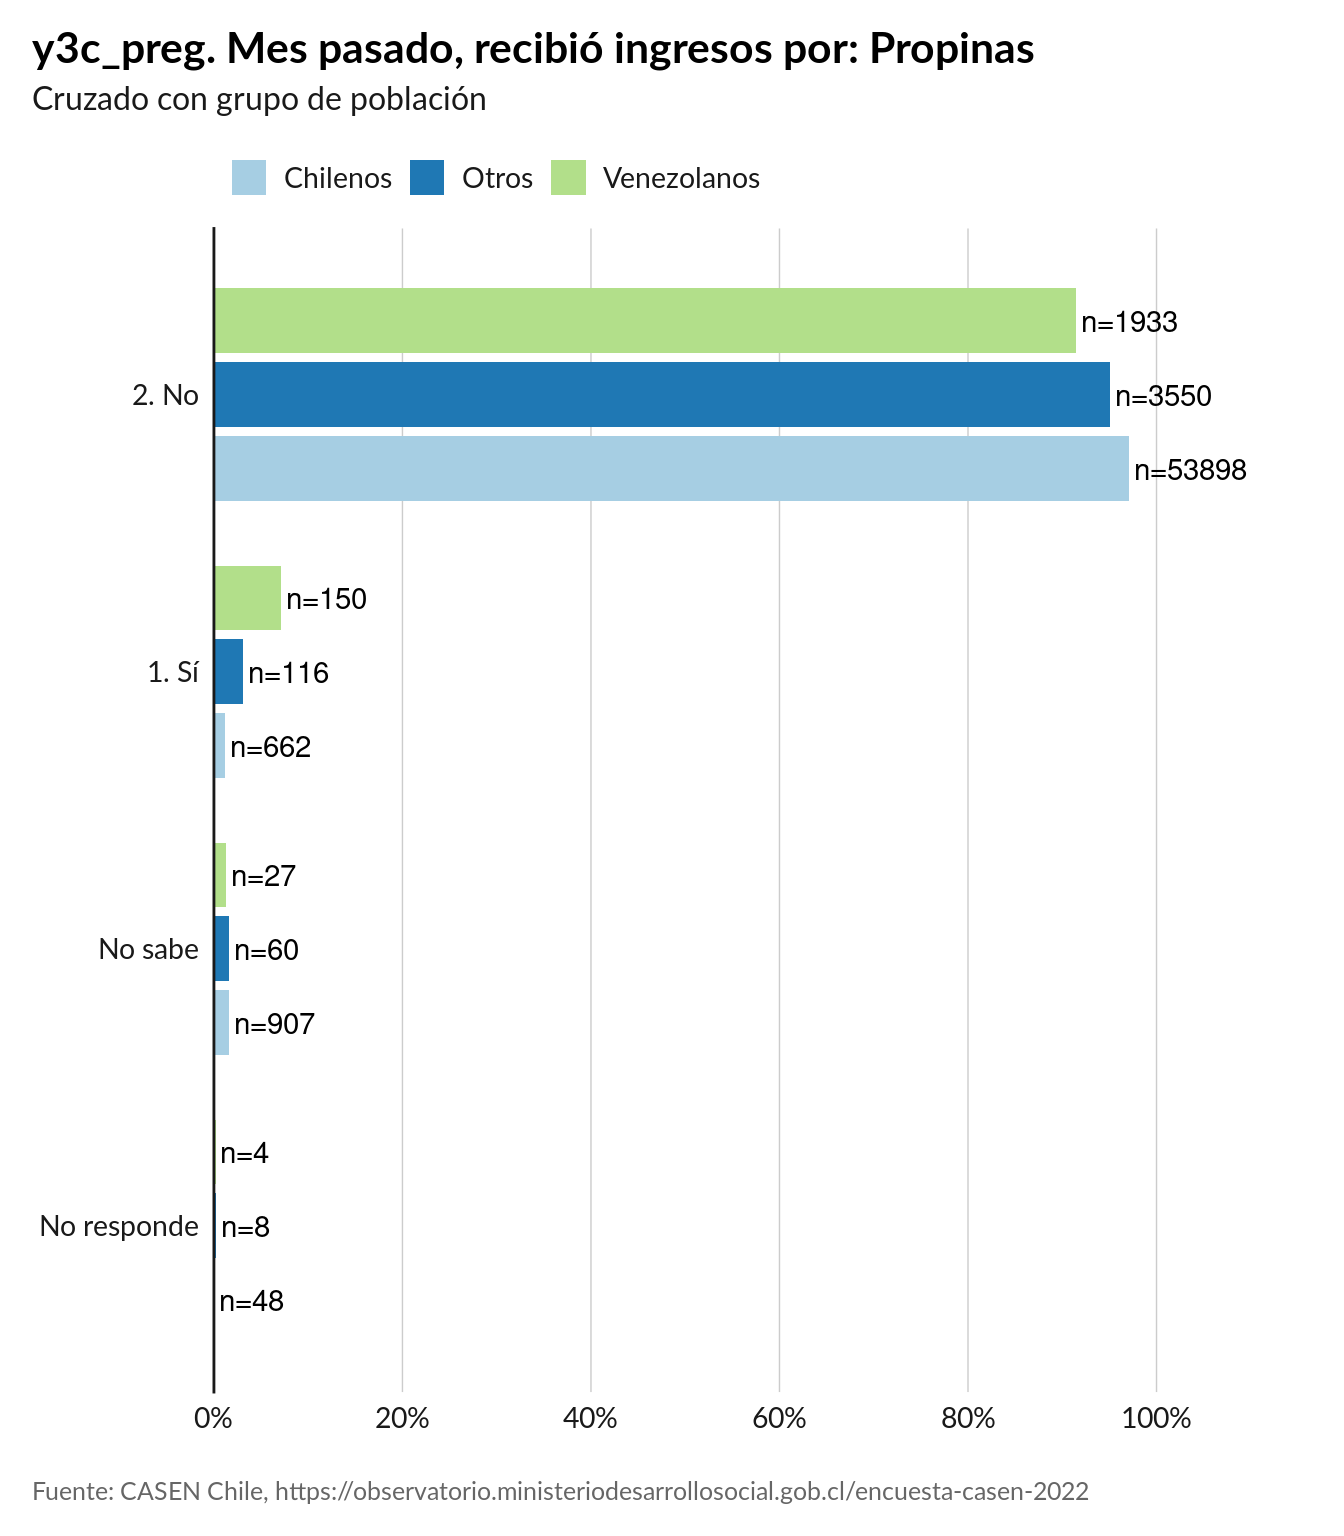 y3c_preg. Mes pasado, recibió ingresos por: Propinas
Cruzado con grupo de población
Chilenos Otros Venezolanos
n=1933
2. No n=3550
n=53898
n=150
1. Sí n=116
n=662
n=27
No sabe n=60
n=907
n=4
No responde n=8
n=48
0% 20% 40% 60% 80% 100%
Fuente: CASEN Chile, https://observatorio.ministeriodesarrollosocial.gob.cl/encuesta-casen-2022